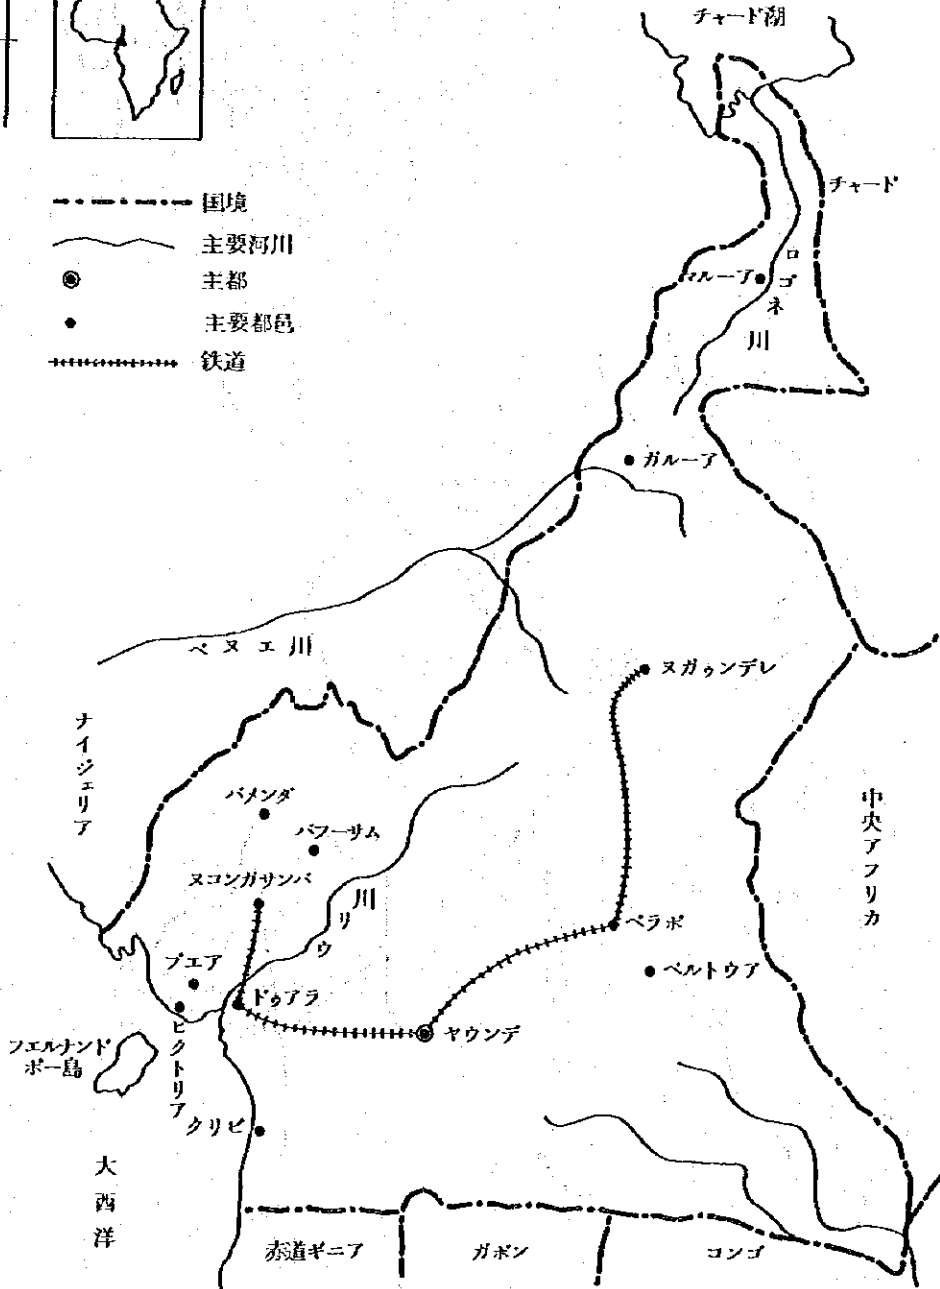 チャード湖
国境
主要河川
主都
主要都邑
鉄道
チャード
マルーア
ロゴネ川
ガルーア
ベヌエ川
ヌガゥンデレ
ナイジェリア
バメンダ
バフーサム
ヌコンガサンバ
ウリ川
中央アフリカ
ベラボ
ベルトウア
ブエア
ドゥアラ
ヤウンデ
ビクトリア
フエルナンド
ポー島
クリビ
大西洋
赤道ギニア
ガボン
コンゴ